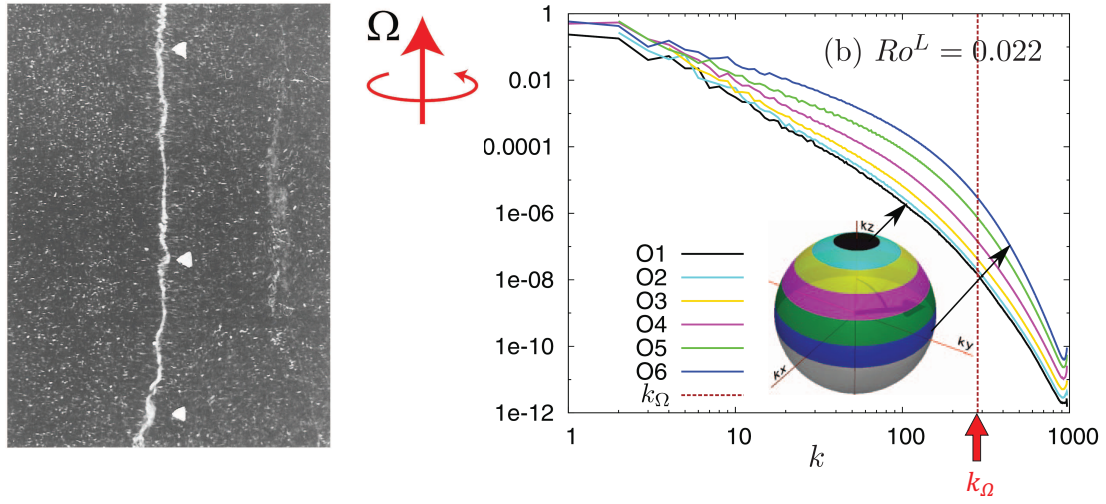 Ω
(b) Ro^L = 0.022
1
0.01
0.0001
1e-06
1e-08
1e-10
1e-12
O1
O2
O3
O4
O5
O6
k_Ω
kz
ky
kx
1
10
100
1000
k
k_Ω